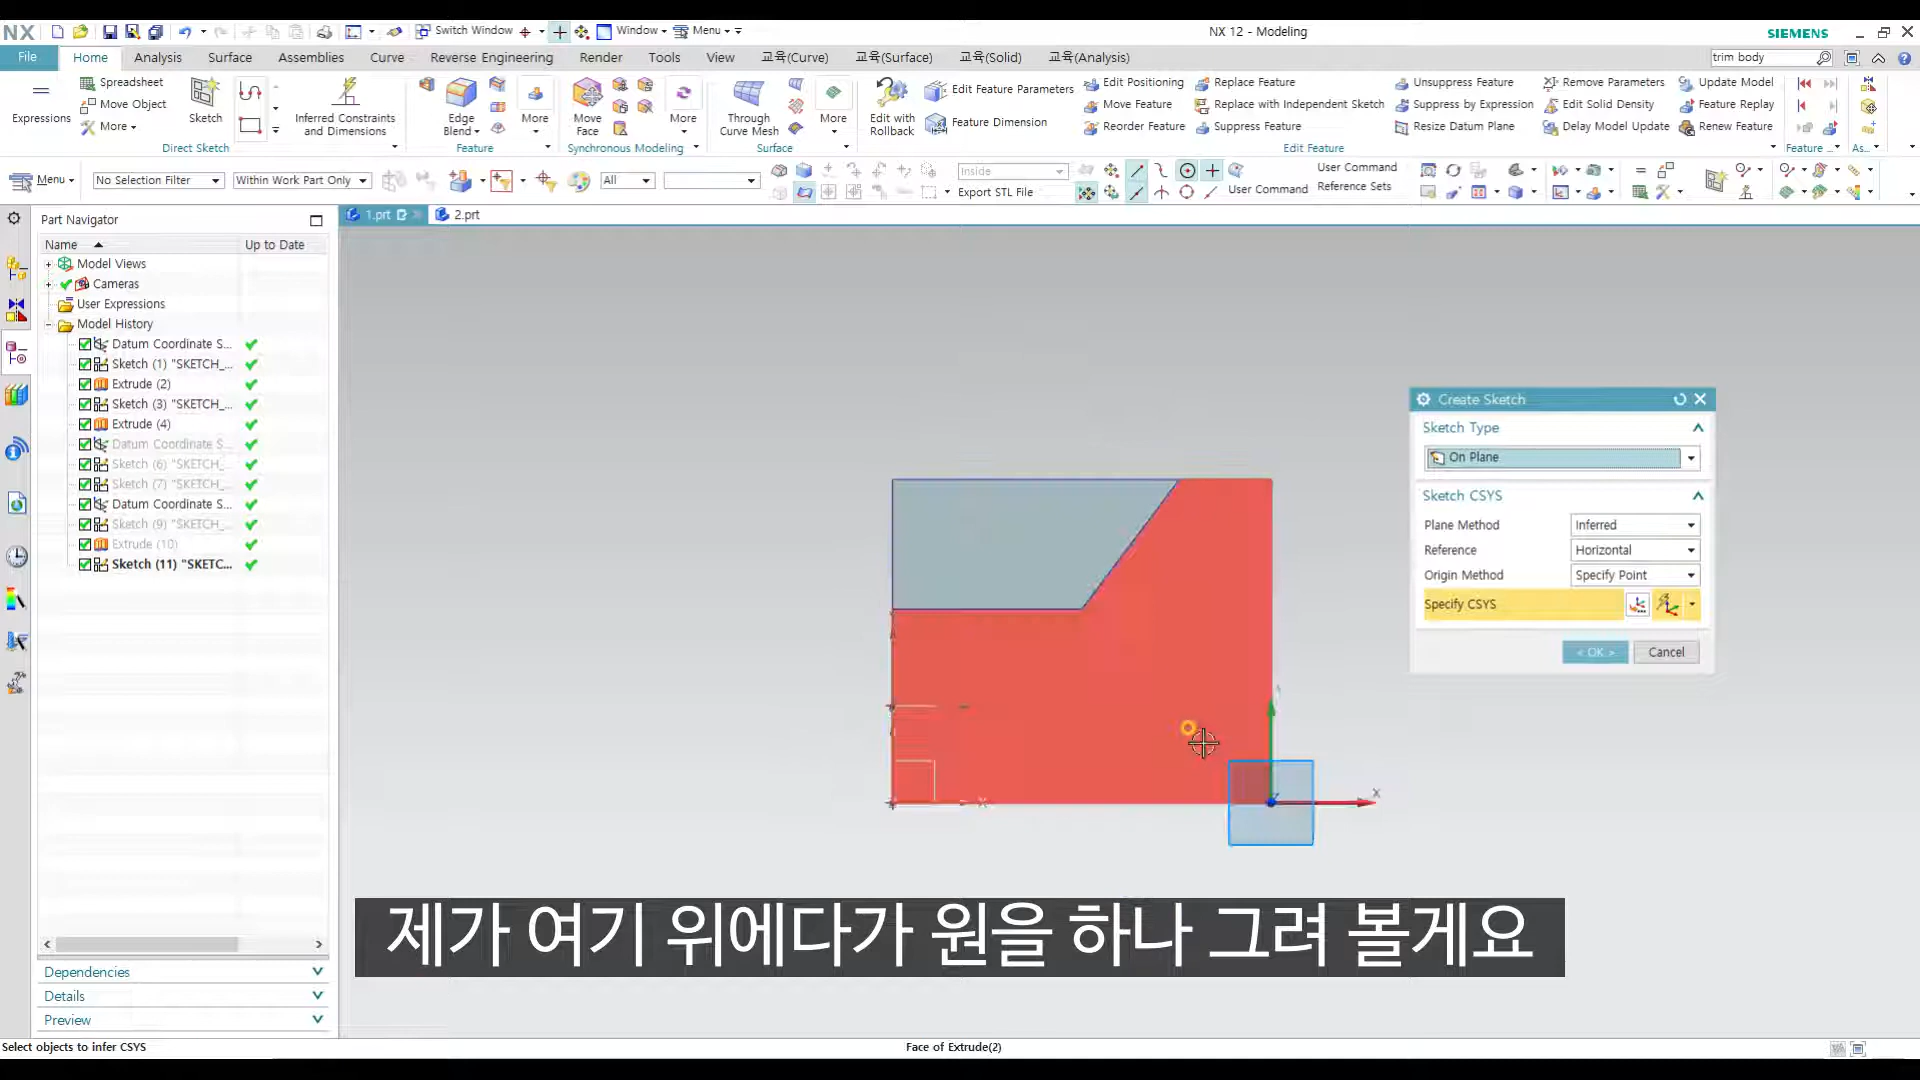 NX
Switch Window
Window
Menu
NX 12 - Modeling
SIEMENS
File
Home
Analysis
Surface
Assemblies
Curve
Reverse Engineering
Render
Tools
View
교육(Curve)
교육(Surface)
교육(Solid)
교육(Analysis)
trim body
Expressions
Spreadsheet
Move Object
More
Sketch
Inferred Constraints
and Dimensions
Direct Sketch
Edge
Blend
More
Feature
Move
Face
More
Synchronous Modeling
Through
Curve Mesh
More
Surface
Edit with
Rollback
Edit Feature Parameters
Feature Dimension
Edit Positioning
Move Feature
Reorder Feature
Replace Feature
Replace with Independent Sketch
Suppress Feature
Unsuppress Feature
Suppress by Expression
Resize Datum Plane
Remove Parameters
Edit Solid Density
Delay Model Update
Update Model
Feature Replay
Renew Feature
Edit Feature
Feature ...
As...
Menu
No Selection Filter
Within Work Part Only
All
Inside
Export STL File
User Command
User Command
Reference Sets
Part Navigator
1.prt
2.prt
Name
Up to Date
Model Views
Cameras
User Expressions
Model History
Datum Coordinate S...
Sketch (1) "SKETCH_...
Extrude (2)
Sketch (3) "SKETCH_...
Extrude (4)
Datum Coordinate S...
Sketch (6) "SKETCH_...
Sketch (7) "SKETCH_...
Datum Coordinate S...
Sketch (9) "SKETCH_...
Extrude (10)
Sketch (11) "SKETC...
Dependencies
Details
Preview
X
X
Create Sketch
Sketch Type
On Plane
Sketch CSYS
Plane Method
Inferred
Reference
Horizontal
Origin Method
Specify Point
Specify CSYS
< OK >
Cancel
제가 여기 위에다가 원을 하나 그려 볼게요
Select objects to infer CSYS
Face of Extrude(2)